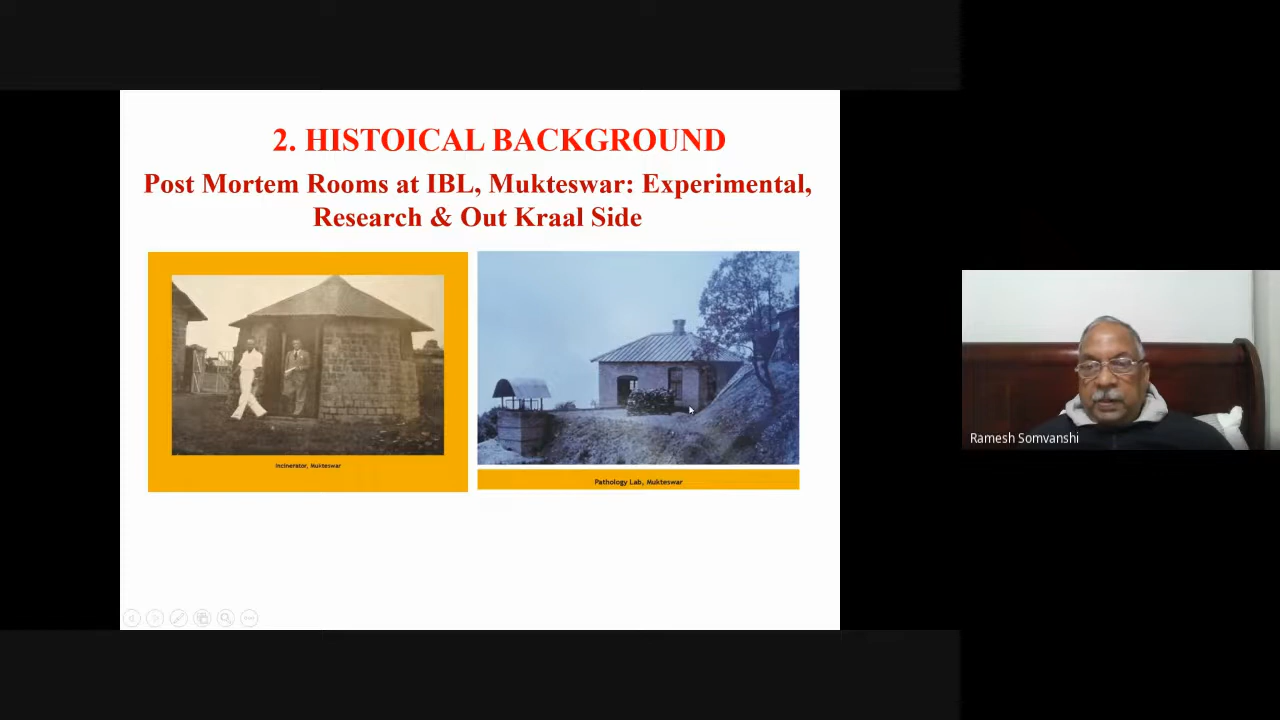 2. HISTOICAL BACKGROUND
Post Mortem Rooms at IBL, Mukteswar: Experimental,
Research & Out Kraal Side
Incinerator, Mukteswar
Pathology Lab, Mukteswar
Ramesh Somvanshi